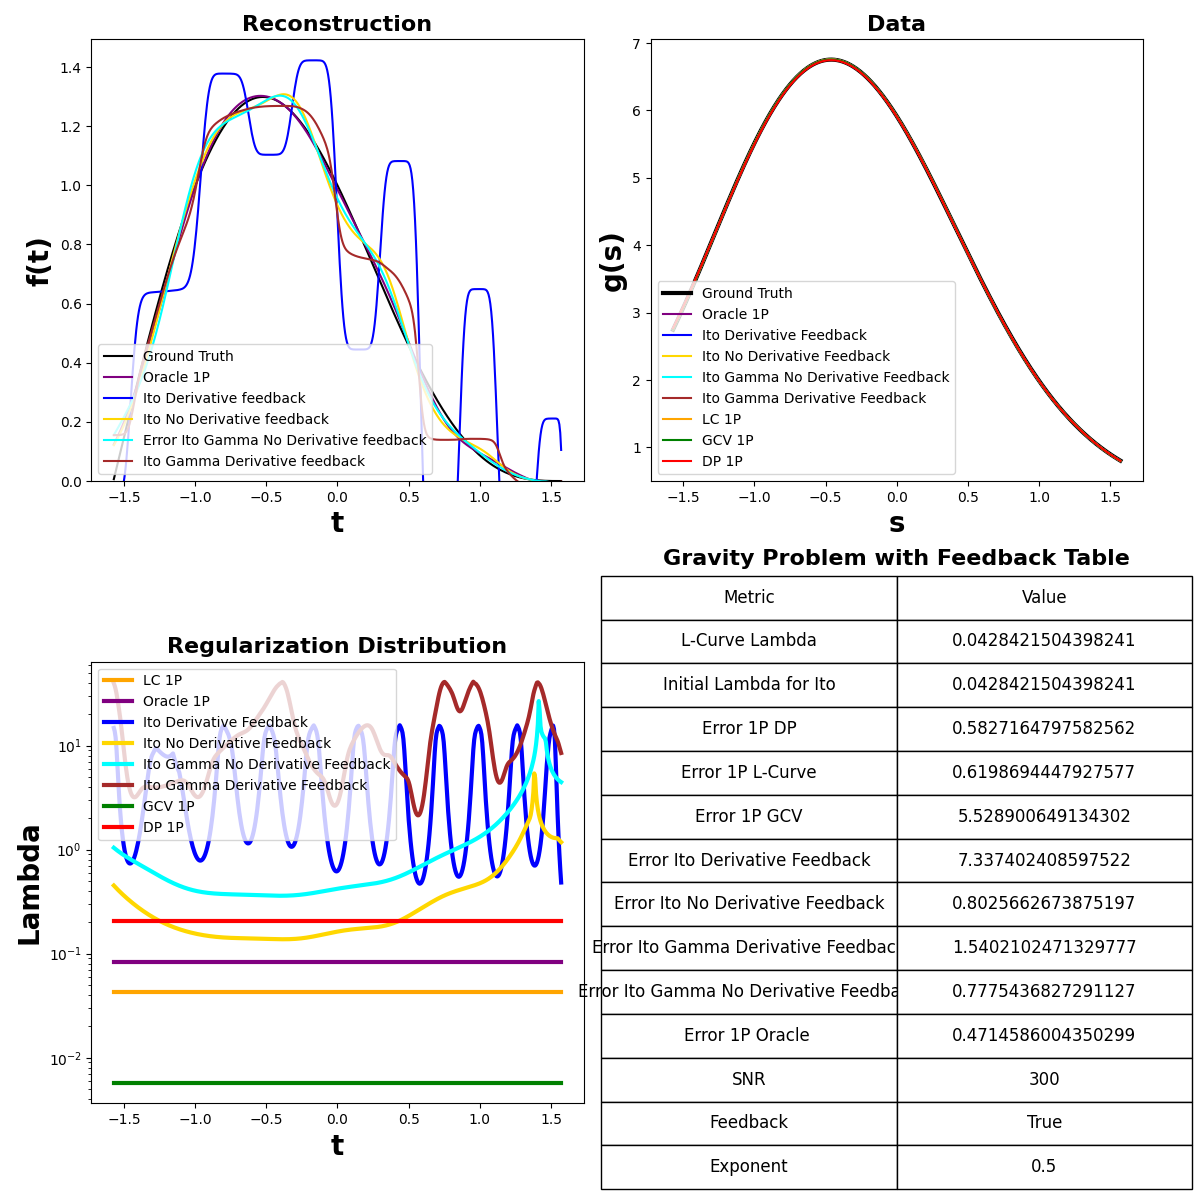 Reconstruction
f(t)
1.4
1.2
1.0
0.8
0.6
0.4
0.2
0.0
Ground Truth
Oracle 1P
Ito Derivative feedback
Ito No Derivative feedback
Error Ito Gamma No Derivative feedback
Ito Gamma Derivative feedback
−1.5 −1.0 −0.5 0.0 0.5 1.0 1.5
t
Data
g(s)
7
6
5
4
3
2
1
Ground Truth
Oracle 1P
Ito Derivative Feedback
Ito No Derivative Feedback
Ito Gamma No Derivative Feedback
Ito Gamma Derivative Feedback
LC 1P
GCV 1P
DP 1P
−1.5 −1.0 −0.5 0.0 0.5 1.0 1.5
s
Regularization Distribution
Lambda
10¹
10⁰
10⁻¹
10⁻²
LC 1P
Oracle 1P
Ito Derivative Feedback
Ito No Derivative Feedback
Ito Gamma No Derivative Feedback
Ito Gamma Derivative Feedback
GCV 1P
DP 1P
−1.5 −1.0 −0.5 0.0 0.5 1.0 1.5
t
Gravity Problem with Feedback Table
Metric Value
L-Curve Lambda 0.0428421504398241
Initial Lambda for Ito 0.0428421504398241
Error 1P DP 0.5827164797582562
Error 1P L-Curve 0.6198694447927577
Error 1P GCV 5.528900649134302
Error Ito Derivative Feedback 7.337402408597522
Error Ito No Derivative Feedback 0.8025662673875197
Error Ito Gamma Derivative Feedbac 1.5402102471329777
Error Ito Gamma No Derivative Feedba 0.7775436827291127
Error 1P Oracle 0.4714586004350299
SNR 300
Feedback True
Exponent 0.5